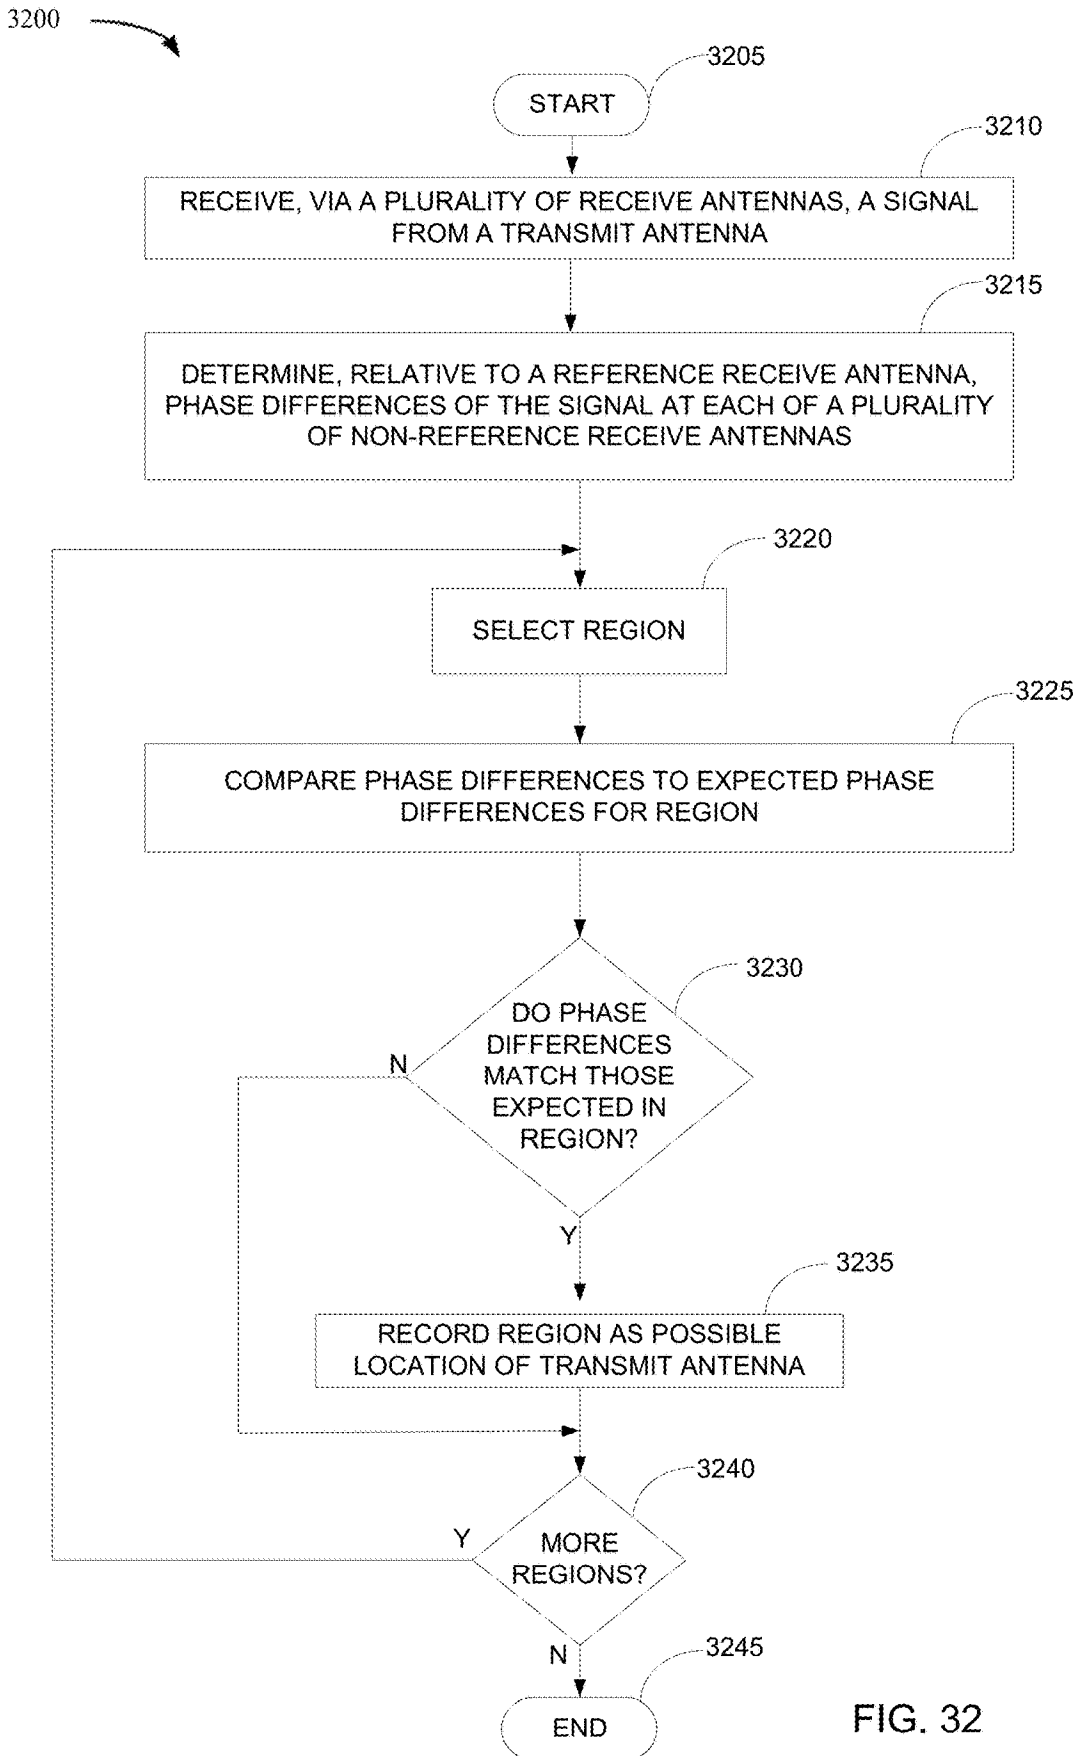 3200
3205
START
3210
RECEIVE, VIA A PLURALITY OF RECEIVE ANTENNAS, A SIGNAL
FROM A TRANSMIT ANTENNA
3215
DETERMINE, RELATIVE TO A REFERENCE RECEIVE ANTENNA,
PHASE DIFFERENCES OF THE SIGNAL AT EACH OF A PLURALITY
OF NON-REFERENCE RECEIVE ANTENNAS
3220
SELECT REGION
3225
COMPARE PHASE DIFFERENCES TO EXPECTED PHASE
DIFFERENCES FOR REGION
3230
DO PHASE
DIFFERENCES
MATCH THOSE
EXPECTED IN
REGION?
N
Y
3235
RECORD REGION AS POSSIBLE
LOCATION OF TRANSMIT ANTENNA
3240
Y
MORE
REGIONS?
N
3245
END
FIG. 32